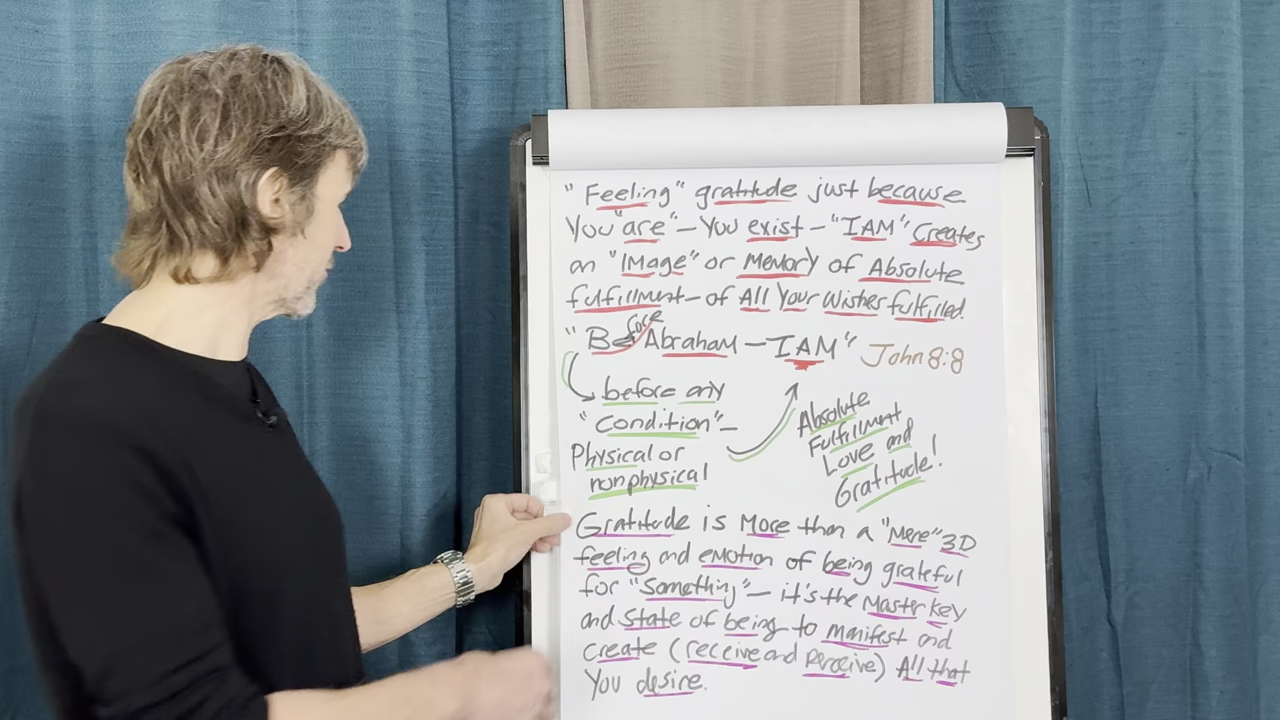 "Feeling" gratitude just because
You "are" – You exist – "I AM" Creates
an "IMage" or Memory of Absolute
fulfillment – of All Your Wishes fulfilled.
"Before Abraham – I AM" John 8:8
before any
"Condition" –
Physical or
nonphysical
Absolute
Fulfillment
Love and
Gratitude!
Gratitude is More than a "Mere" 3D
feeling and emotion of being grateful
for "Something" – it's the Master key
and State of being to manifest and
create (receive and perceive) All that
You desire.